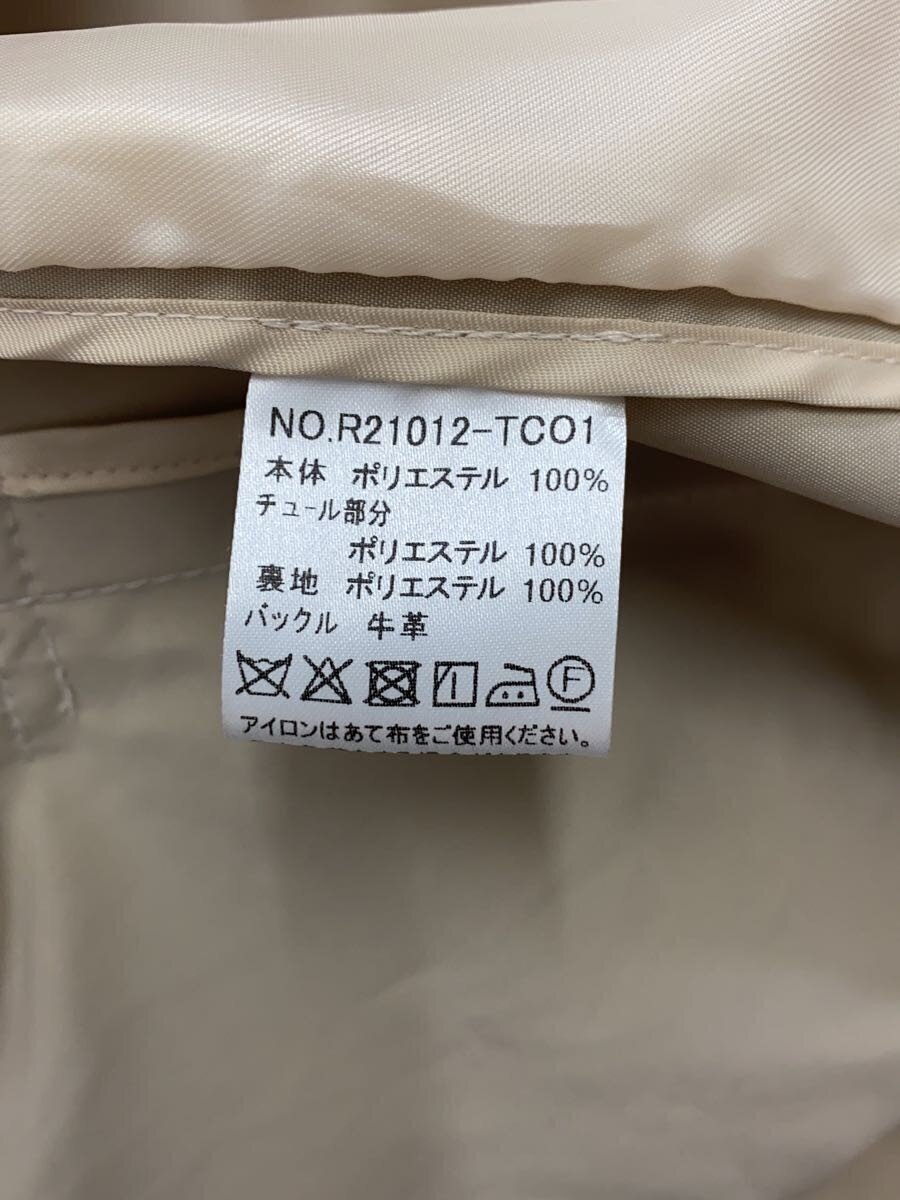 NO.R21012-TC01
本体 ポリエステル 100%
チュール部分
ポリエステル 100%
裏地 ポリエステル 100%
バックル 牛革
F
アイロンはあて布をご使用ください。